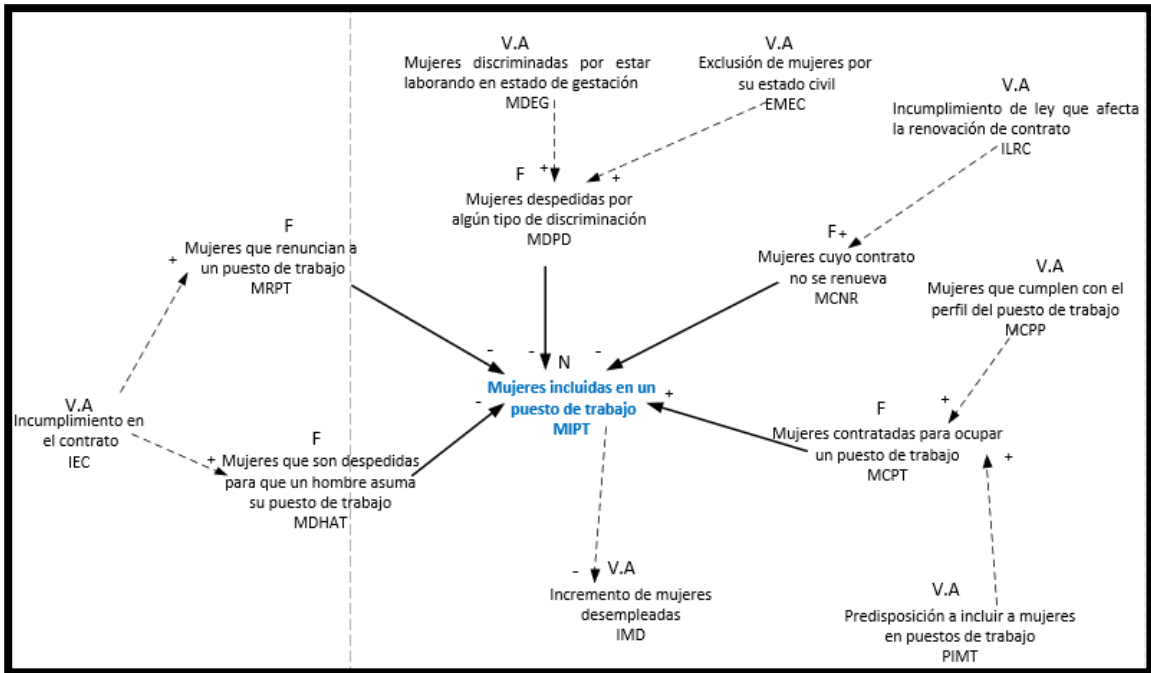 V.A
Mujeres discriminadas por estar
laborando en estado de gestación
MDEG
V.A
Exclusión de mujeres por
su estado civil
EMEC
V.A
Incumplimiento de ley que afecta
la renovación de contrato
ILRC
F + +
Mujeres despedidas por
algún tipo de discriminación
MDPD
F
+ Mujeres que renuncian a
un puesto de trabajo
MRPT
F+
Mujeres cuyo contrato
no se renueva
MCNR
V.A
Mujeres que cumplen con el
perfil del puesto de trabajo
MCPP
- - -
N
Mujeres incluidas en un
puesto de trabajo
MIPT
- +
V.A
Incumplimiento en
el contrato
IEC
F
+ Mujeres que son despedidas
para que un hombre asuma
su puesto de trabajo
MDHAT
+
F
Mujeres contratadas para ocupar
un puesto de trabajo
MCPT
+
- V.A
Incremento de mujeres
desempleadas
IMD
V.A
Predisposición a incluir a mujeres
en puestos de trabajo
PIMT